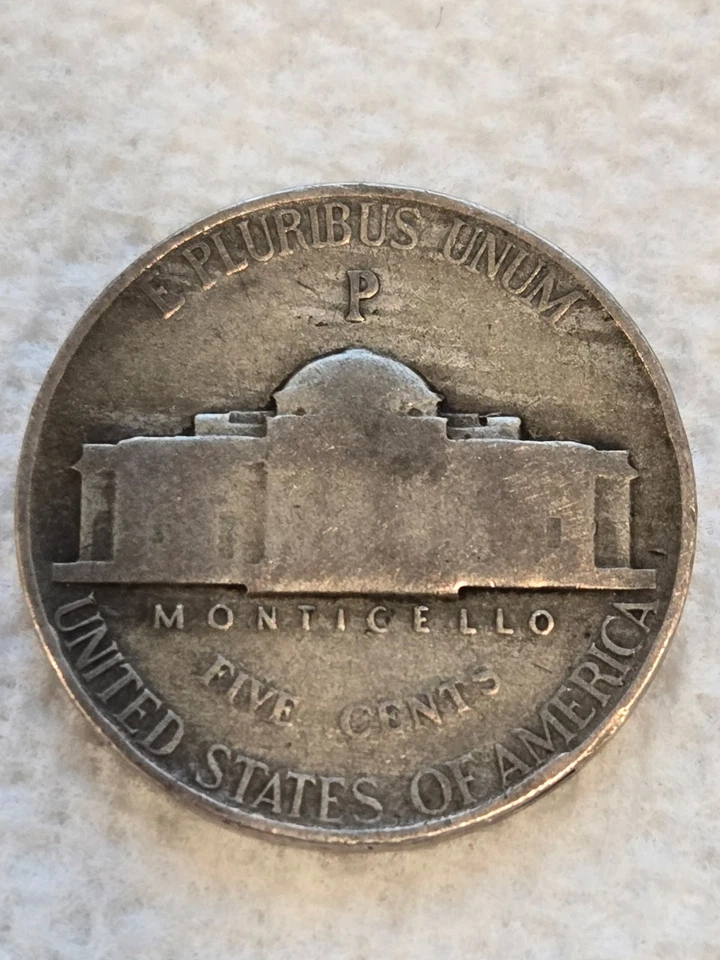 E PLURIBUS UNUM
P
MONTICELLO
FIVE CENTS
UNITED STATES OF AMERICA